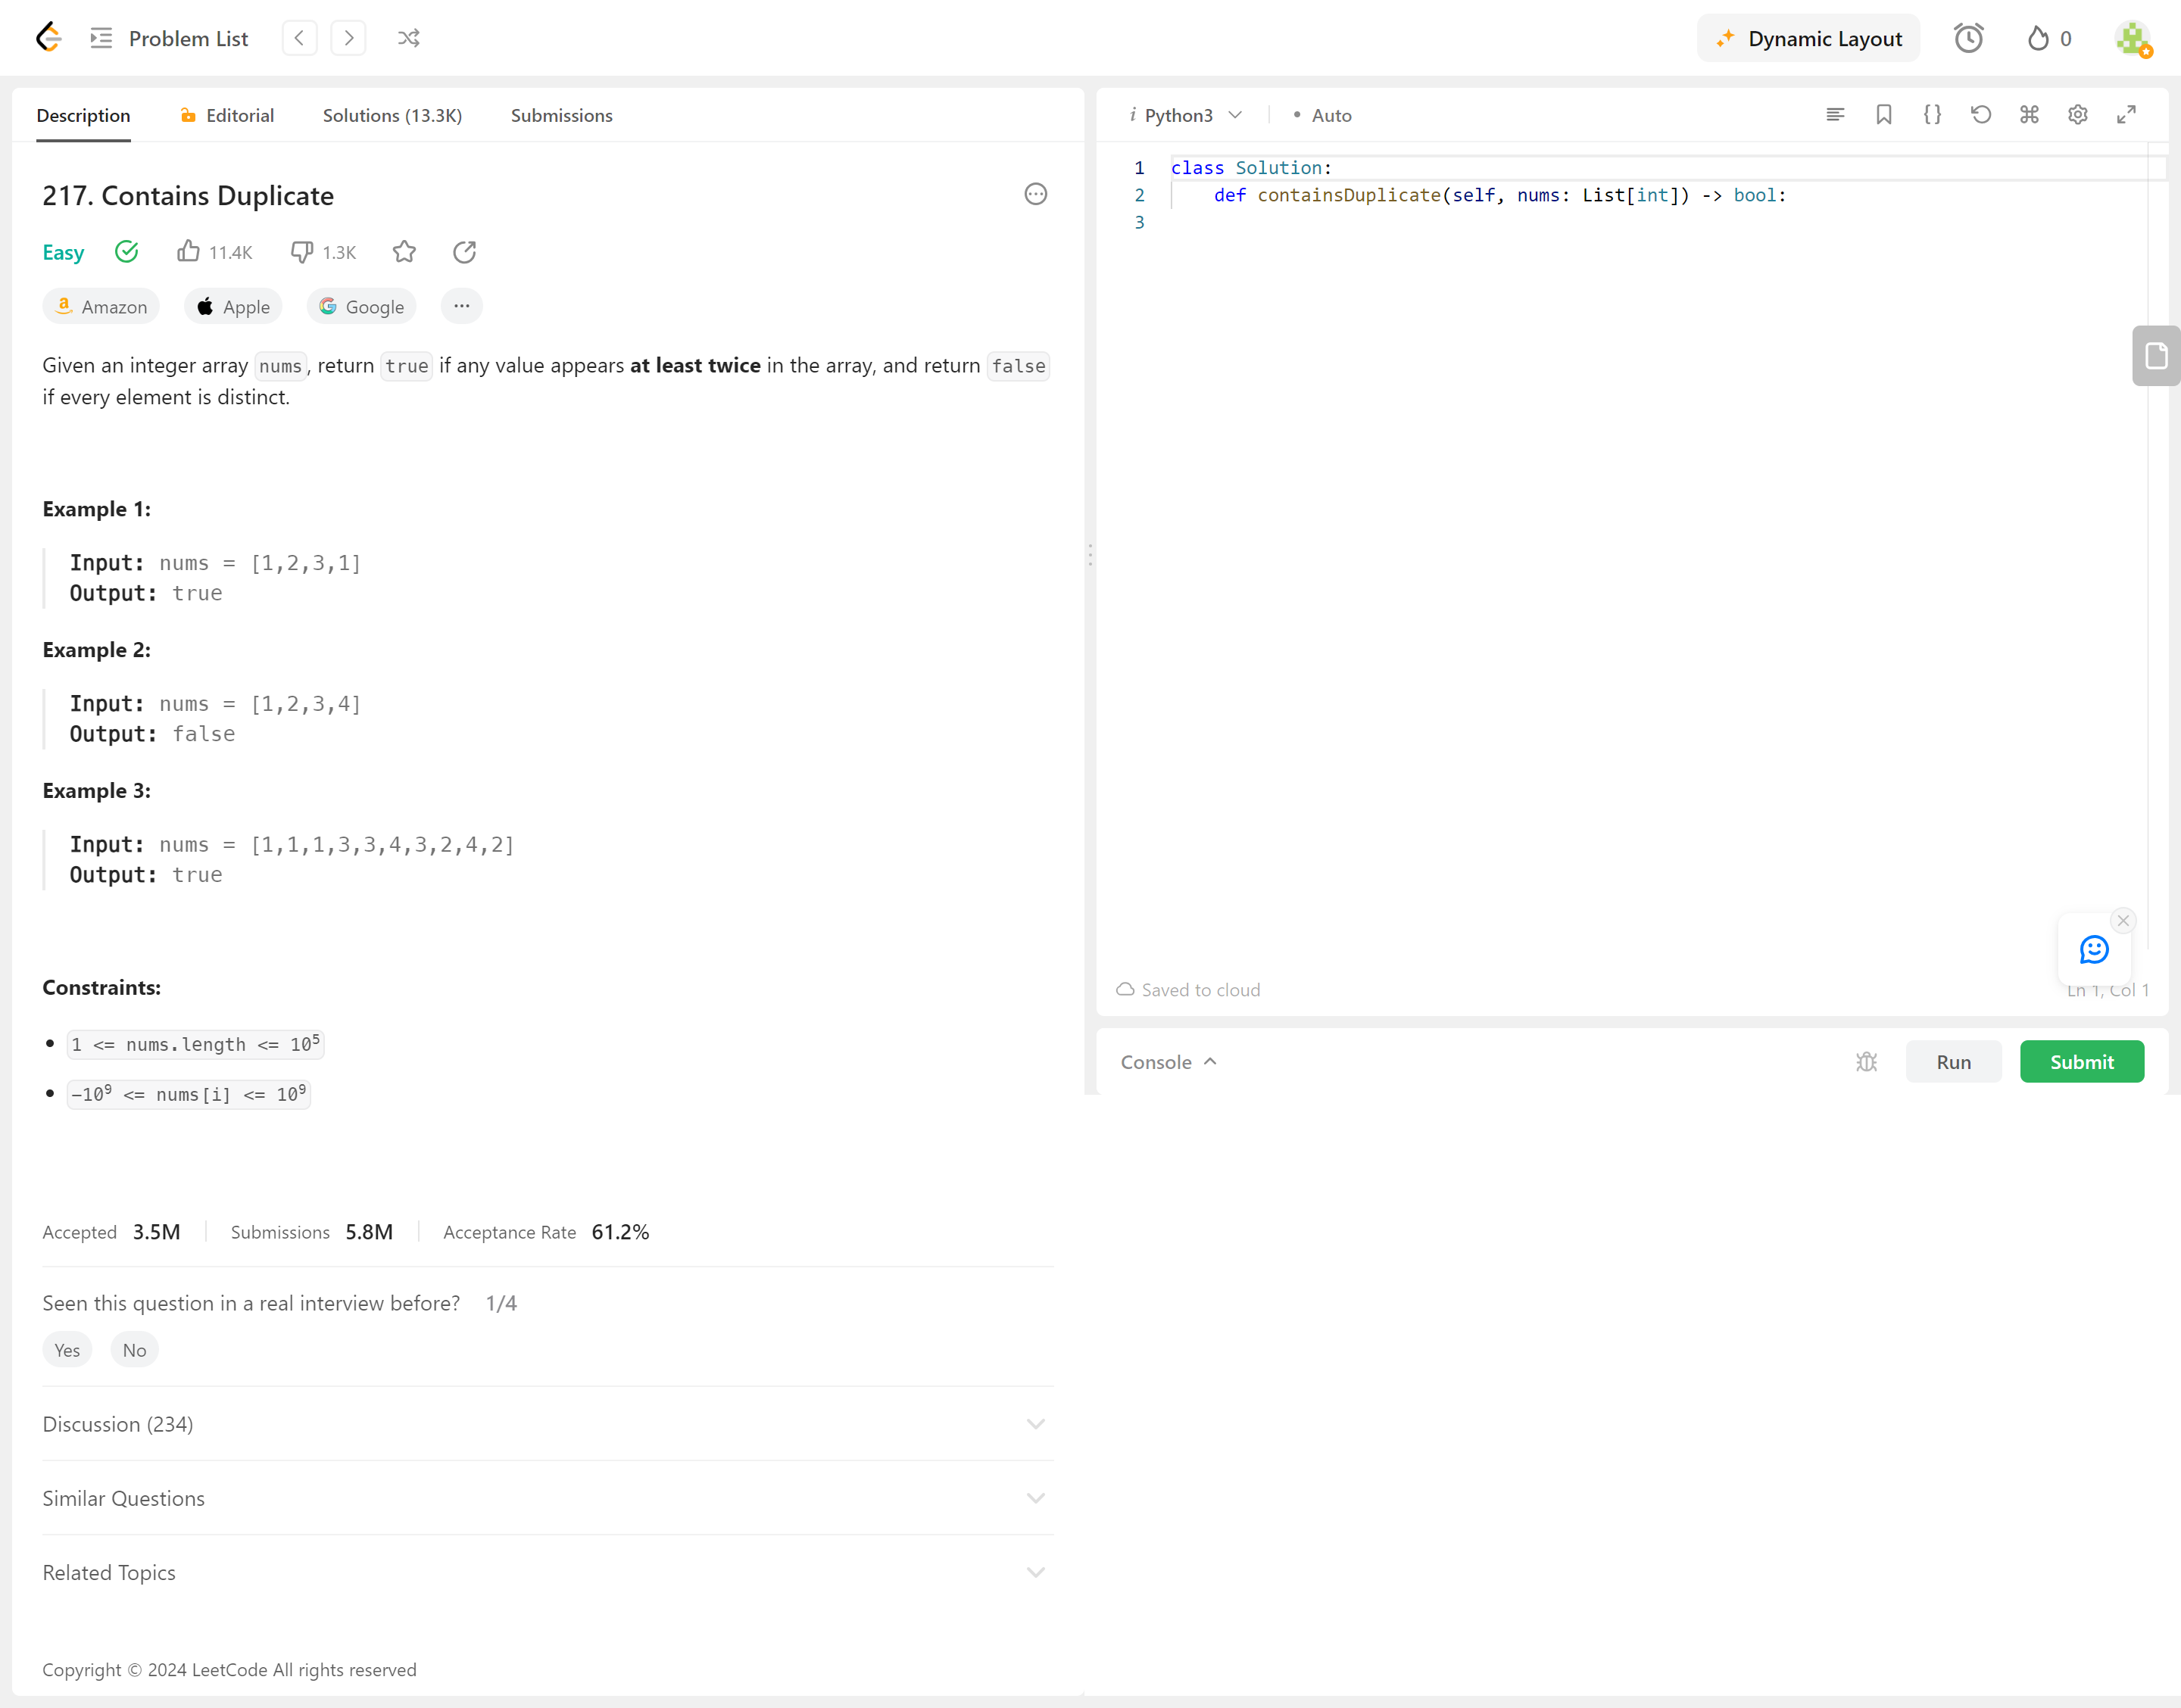 Problem List
Dynamic Layout
0
Description
Editorial
Solutions (13.3K)
Submissions
217. Contains Duplicate
Easy
11.4K
1.3K
Amazon
Apple
Google
Given an integer array nums, return true if any value appears at least twice in the array, and return false
if every element is distinct.
Example 1:
Input: nums = [1,2,3,1]
Output: true
Example 2:
Input: nums = [1,2,3,4]
Output: false
Example 3:
Input: nums = [1,1,1,3,3,4,3,2,4,2]
Output: true
Constraints:
• 1 <= nums.length <= 10⁵
• −10⁹ <= nums[i] <= 10⁹
Accepted 3.5M
Submissions 5.8M
Acceptance Rate 61.2%
Seen this question in a real interview before? 1/4
Yes
No
Discussion (234)
Similar Questions
Related Topics
Copyright © 2024 LeetCode All rights reserved
i Python3
• Auto
1 class Solution:
2     def containsDuplicate(self, nums: List[int]) -> bool:
3
Saved to cloud
Ln 1, Col 1
Console
Run
Submit